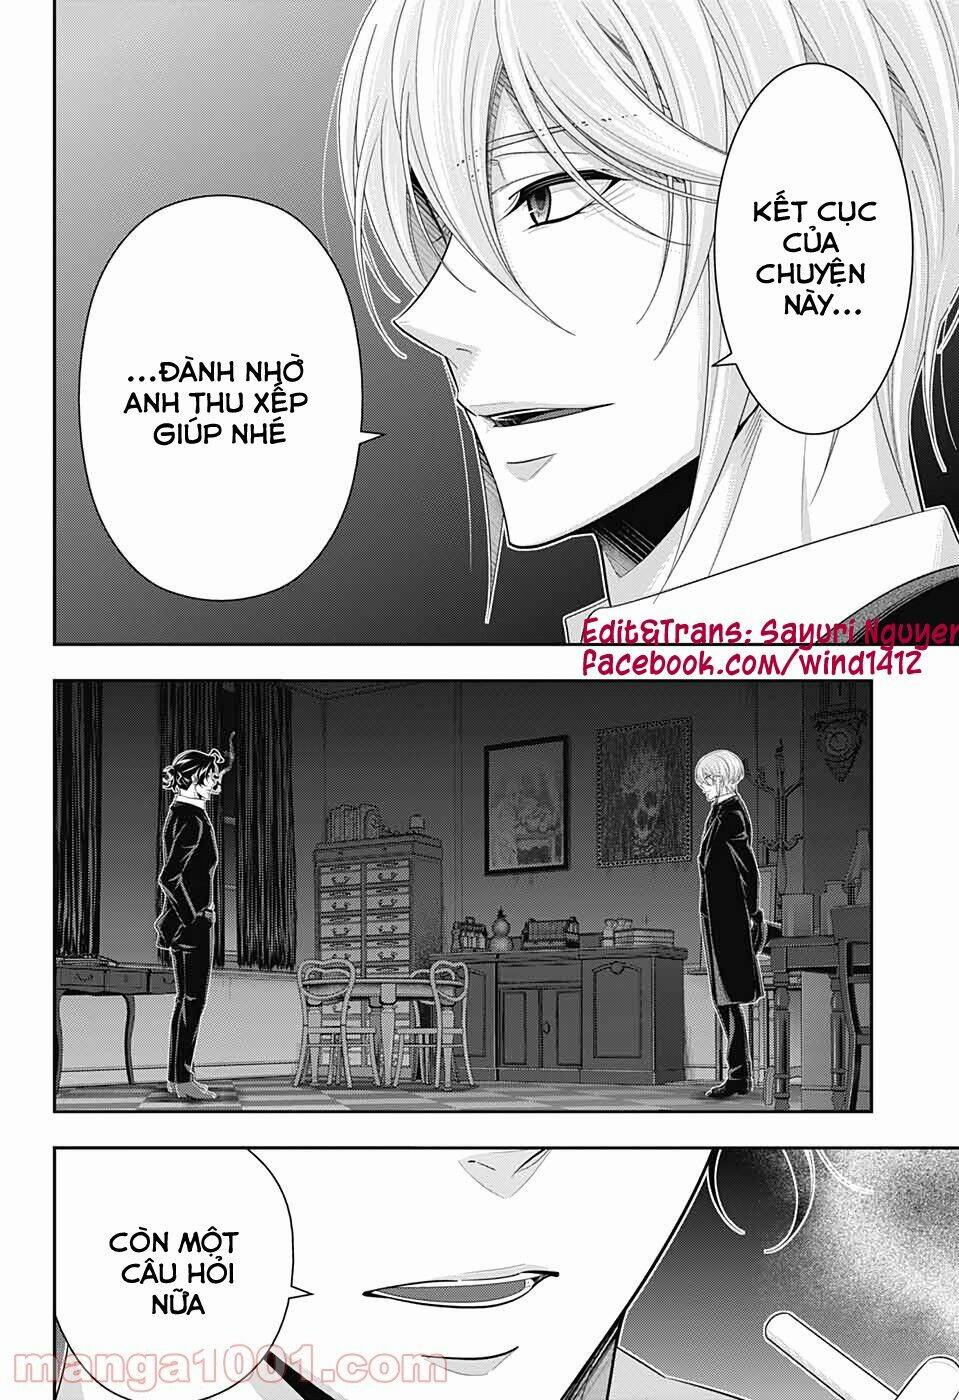 KẾT CỤC
CỦA
CHUYỆN
NÀY...
...ĐÀNH NHỜ
ANH THU XẾP
GIÚP NHÉ
Edit&Trans: Sayuri Nguyen
Facebook.com/wind1412
CÒN MỘT
CÂU HỎI
NỮA
manga1001.com